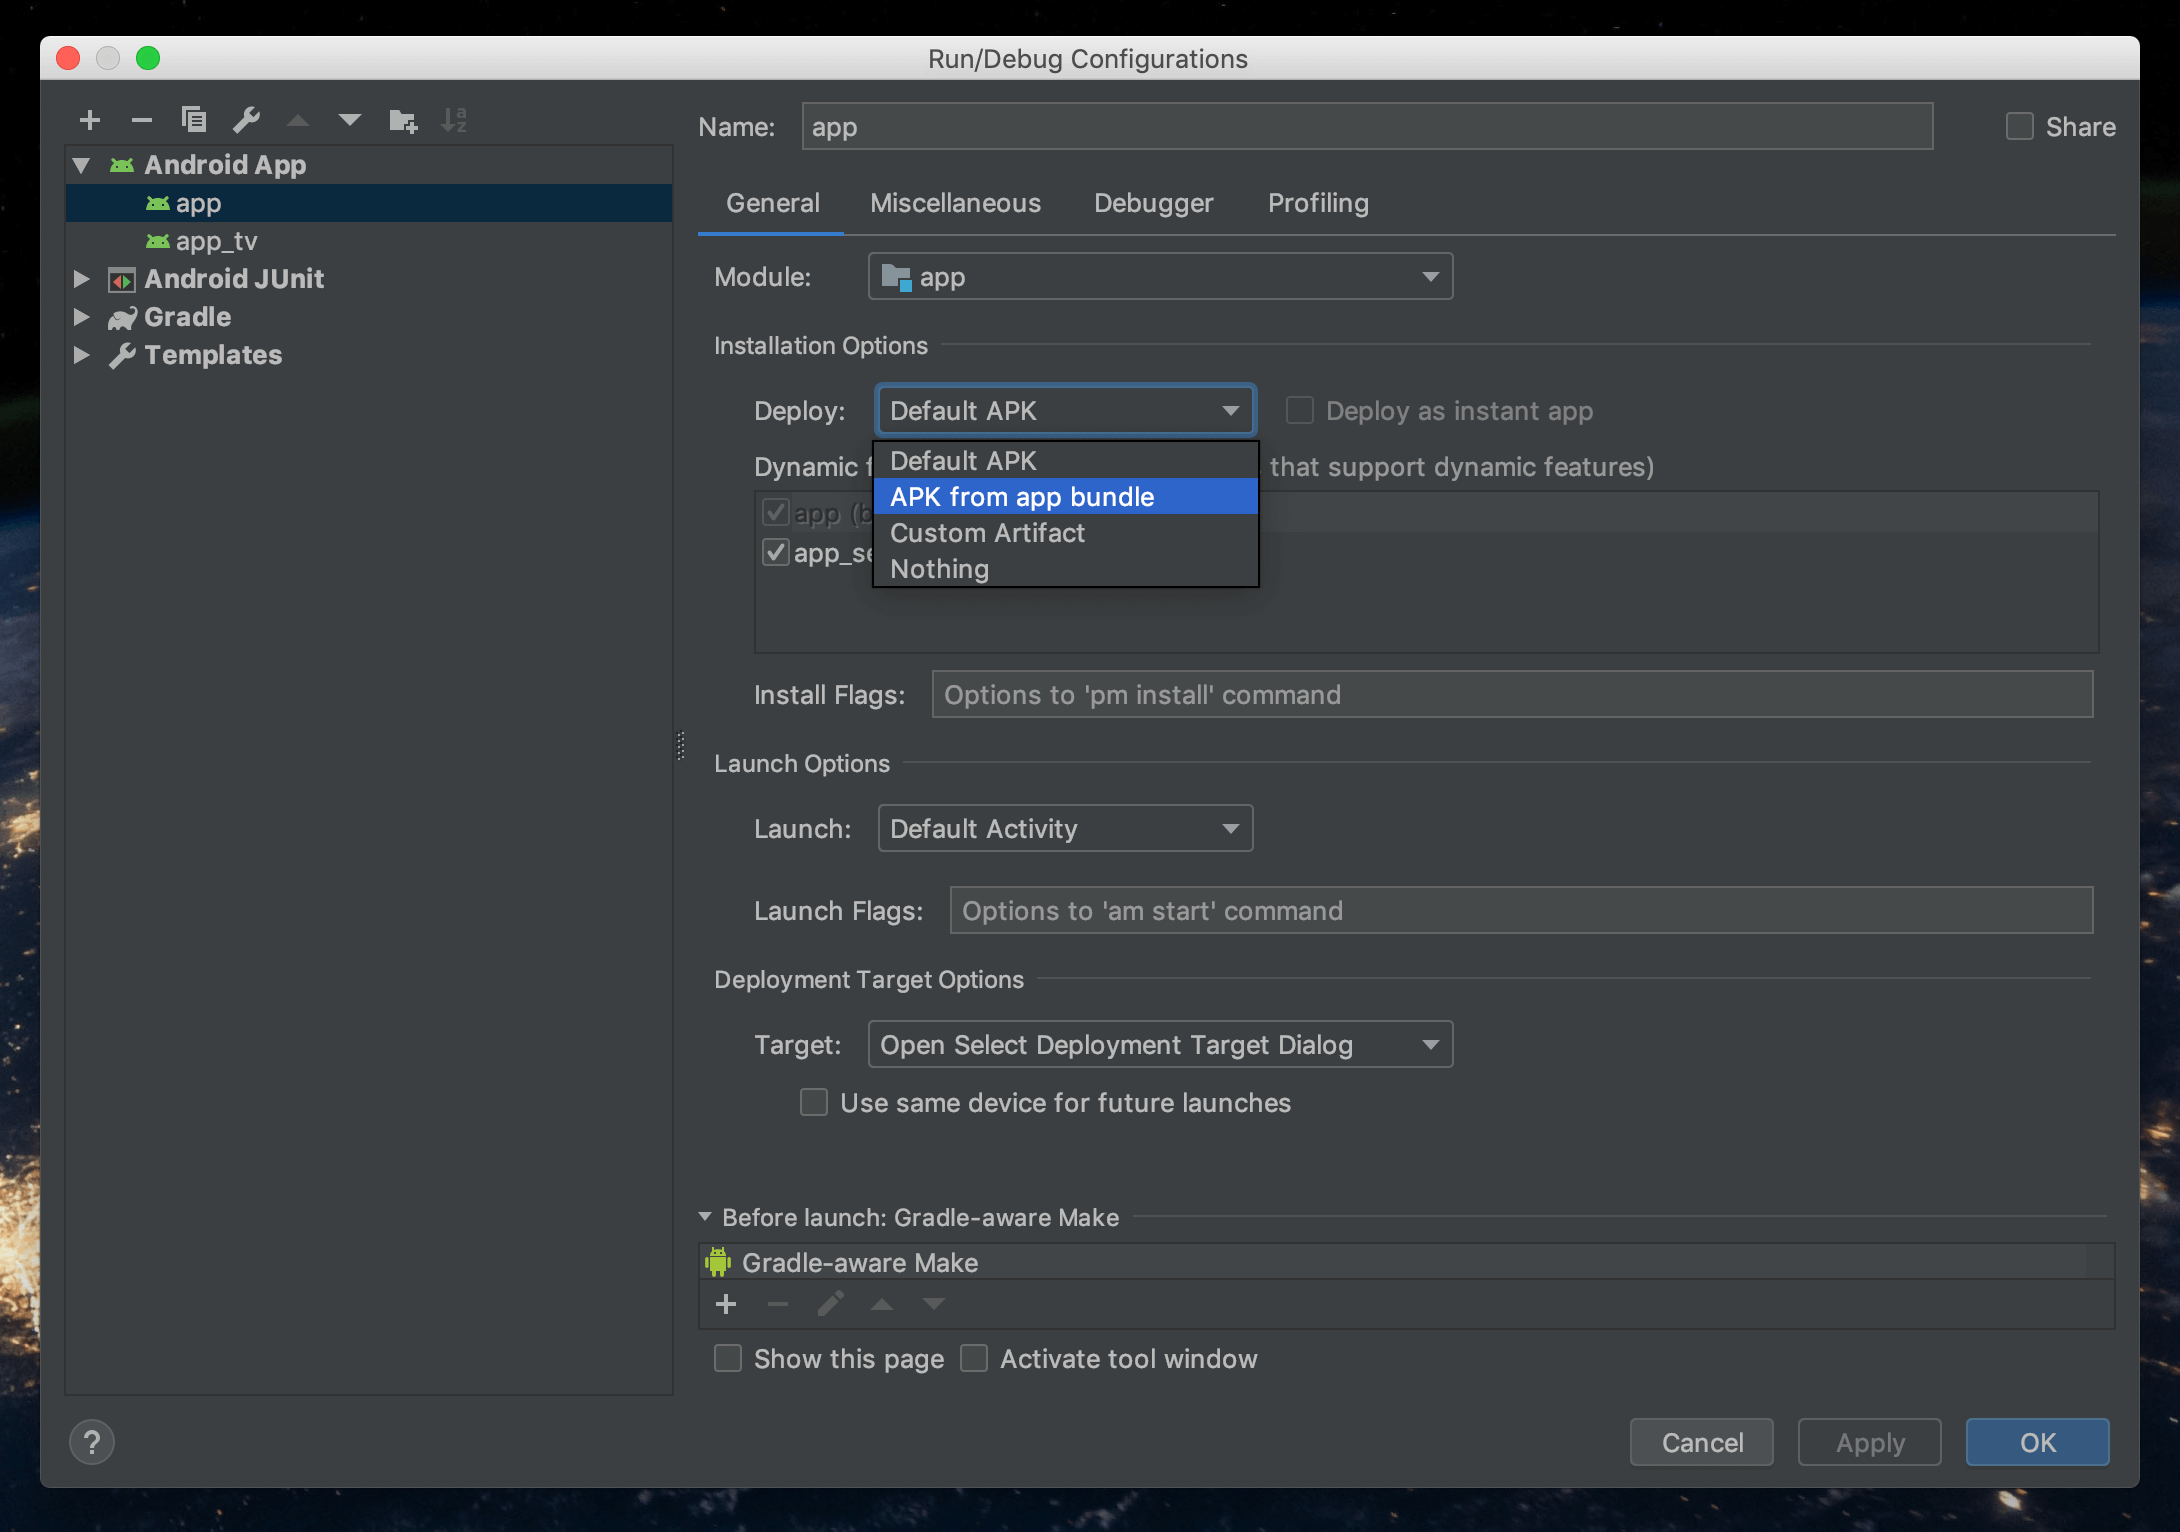 Run/Debug Configurations
Android App
app
app_tv
Android JUnit
Gradle
Templates
Name: app Share
General Miscellaneous Debugger Profiling
Module: app
Installation Options
Deploy: Default APK Deploy as instant app
Default APK
APK from app bundle
Custom Artifact
Nothing
Dynamic f that support dynamic features)
app (b
app_se
Install Flags: Options to 'pm install' command
Launch Options
Launch: Default Activity
Launch Flags: Options to 'am start' command
Deployment Target Options
Target: Open Select Deployment Target Dialog
Use same device for future launches
Before launch: Gradle-aware Make
Gradle-aware Make
Show this page Activate tool window
? Cancel Apply OK